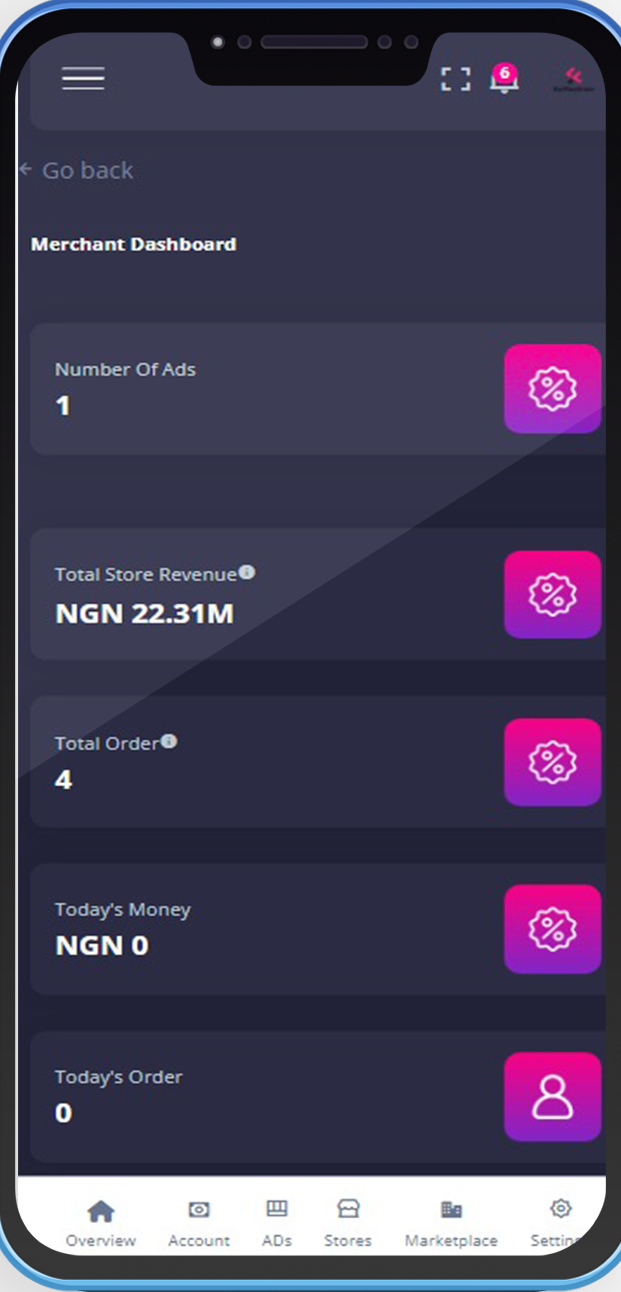 6
← Go back
Merchant Dashboard
Number Of Ads
1
Total Store Revenue
NGN 22.31M
Total Order
4
Today's Money
NGN 0
Today's Order
0
Overview Account ADs Stores Marketplace Settin